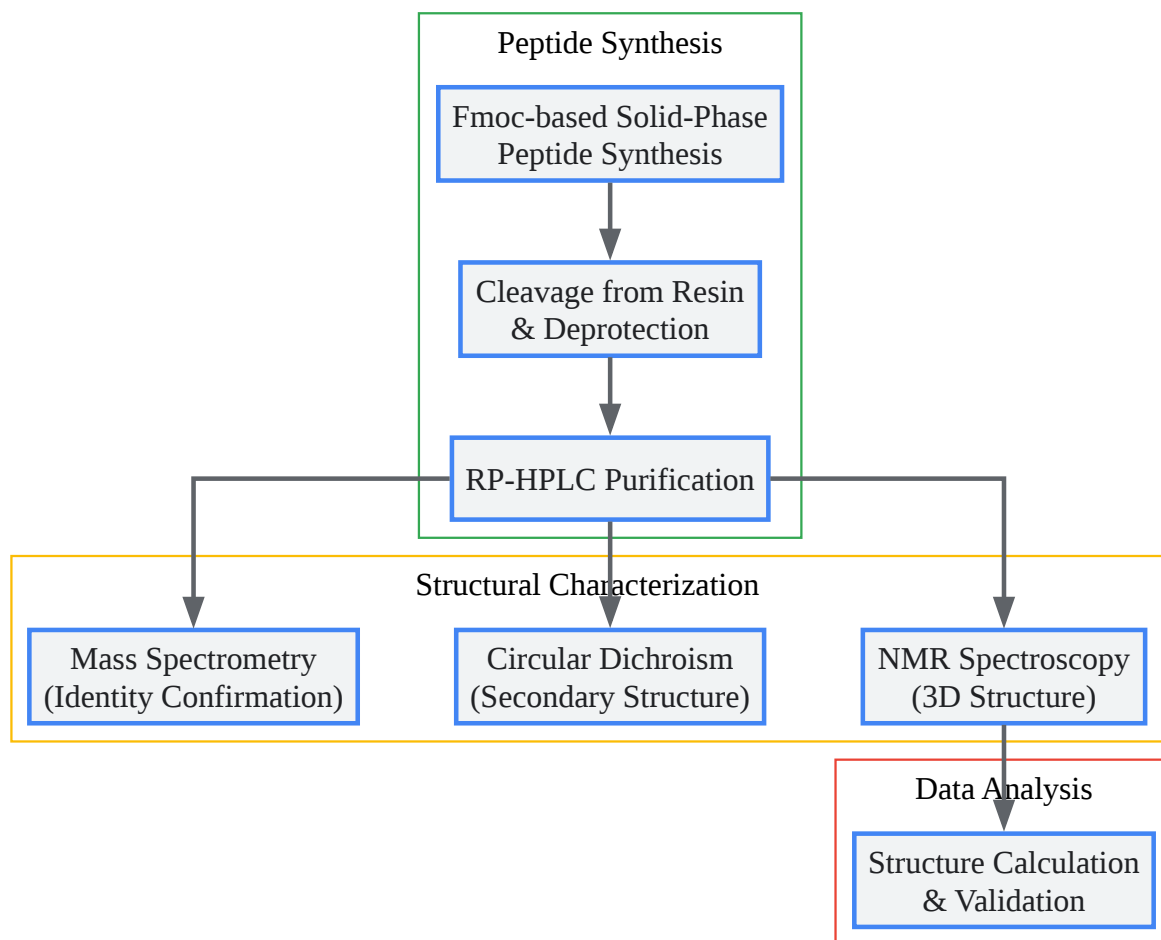 Peptide Synthesis
Fmoc-based Solid-Phase
Peptide Synthesis
Cleavage from Resin
& Deprotection
RP-HPLC Purification
Structural Characterization
Mass Spectrometry
(Identity Confirmation)
Circular Dichroism
(Secondary Structure)
NMR Spectroscopy
(3D Structure)
Data Analysis
Structure Calculation
& Validation